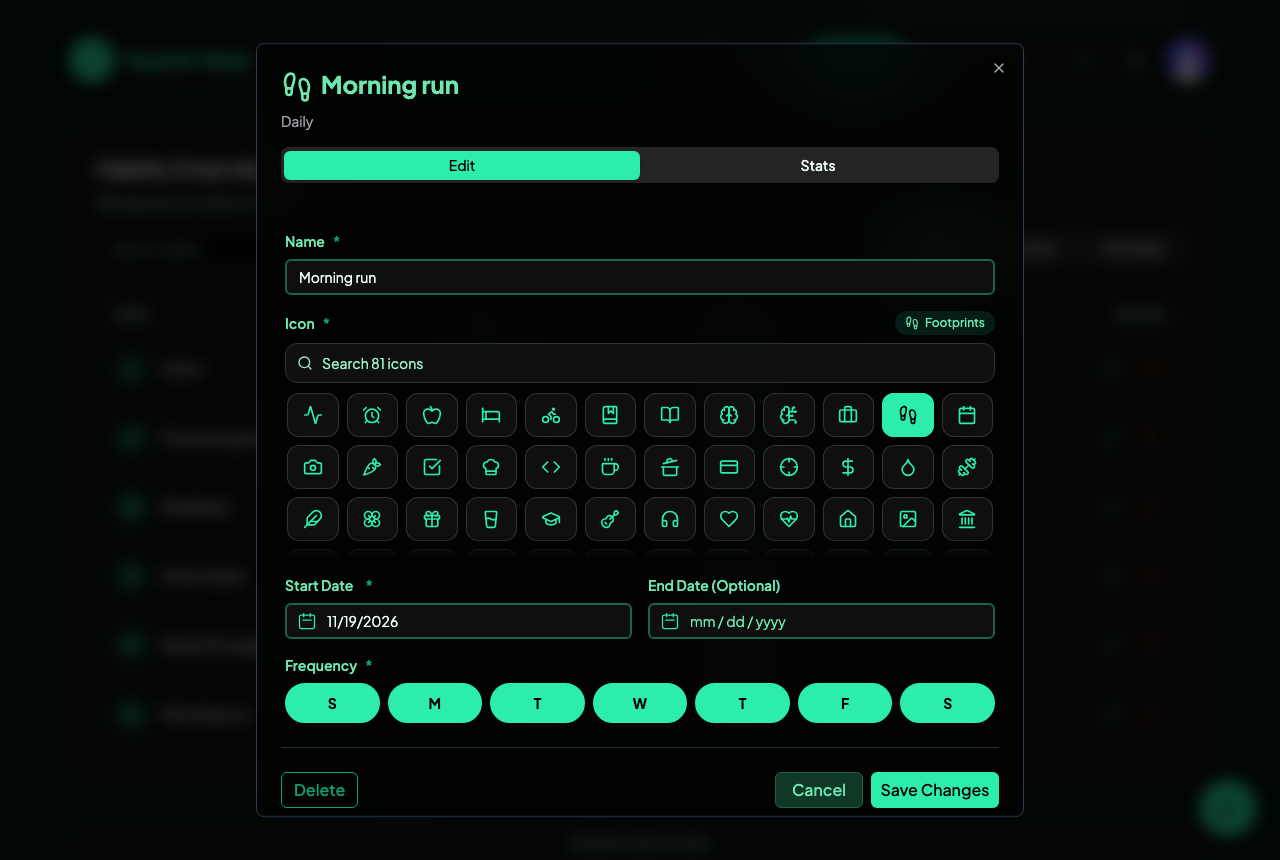 Morning run
Daily
Edit Stats
Name *
Morning run
Icon * Footprints
Search 81 icons
Start Date * End Date (Optional)
11/19/2026 mm / dd / yyyy
Frequency *
S M T W T F S
Delete Cancel Save Changes